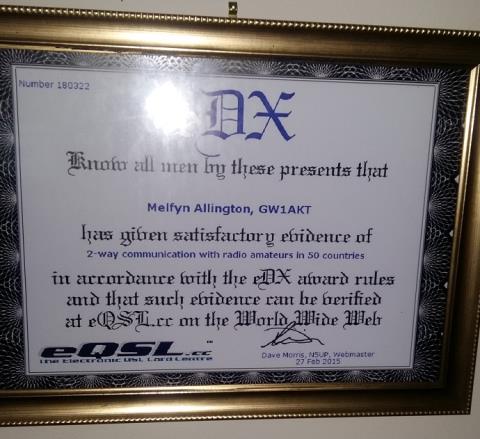 Number 180322
eDX
Know all men by these presents that
Melfyn Allington, GW1AKT
has given satisfactory evidence of
2-way communication with radio amateurs in 50 countries
in accordance with the eDX award rules
and that such evidence can be verified
at eQSL.cc on the World Wide Web
eQSL.cc™
The Electronic QSL Card Centre
Dave Morris, N5UP, Webmaster
27 Feb 2015